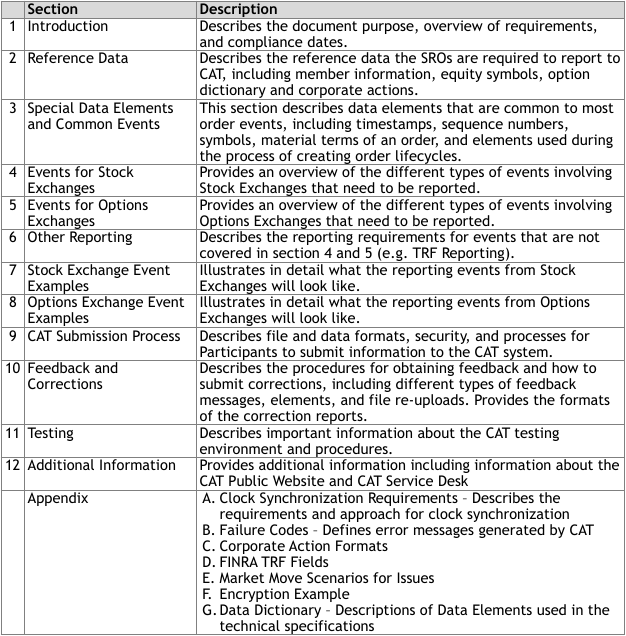 Section Description
1 Introduction Describes the document purpose, overview of requirements,
and compliance dates.
2 Reference Data Describes the reference data the SROs are required to report to
CAT, including member information, equity symbols, option
dictionary and corporate actions.
3 Special Data Elements This section describes data elements that are common to most
and Common Events order events, including timestamps, sequence numbers,
symbols, material terms of an order, and elements used during
the process of creating order lifecycles.
4 Events for Stock Provides an overview of the different types of events involving
Exchanges Stock Exchanges that need to be reported.
5 Events for Options Provides an overview of the different types of events involving
Exchanges Options Exchanges that need to be reported.
6 Other Reporting Describes the reporting requirements for events that are not
covered in section 4 and 5 (e.g. TRF Reporting).
7 Stock Exchange Event Illustrates in detail what the reporting events from Stock
Examples Exchanges will look like.
8 Options Exchange Event Illustrates in detail what the reporting events from Options
Examples Exchanges will look like.
9 CAT Submission Process Describes file and data formats, security, and processes for
Participants to submit information to the CAT system.
10 Feedback and Describes the procedures for obtaining feedback and how to
Corrections submit corrections, including different types of feedback
messages, elements, and file re-uploads. Provides the formats
of the correction reports.
11 Testing Describes important information about the CAT testing
environment and procedures.
12 Additional Information Provides additional information including information about the
CAT Public Website and CAT Service Desk
Appendix A. Clock Synchronization Requirements – Describes the
requirements and approach for clock synchronization
B. Failure Codes – Defines error messages generated by CAT
C. Corporate Action Formats
D. FINRA TRF Fields
E. Market Move Scenarios for Issues
F. Encryption Example
G. Data Dictionary – Descriptions of Data Elements used in the
technical specifications